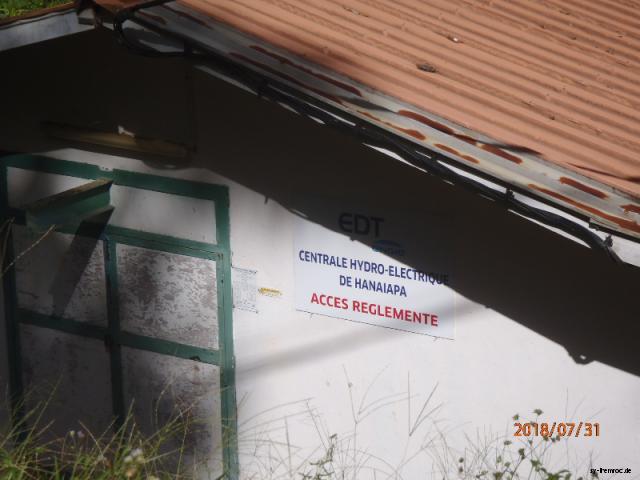 EDT
CENTRALE HYDRO-ELECTRIQUE
DE HANAIAPA
ACCES REGLEMENTE
2018/07/31